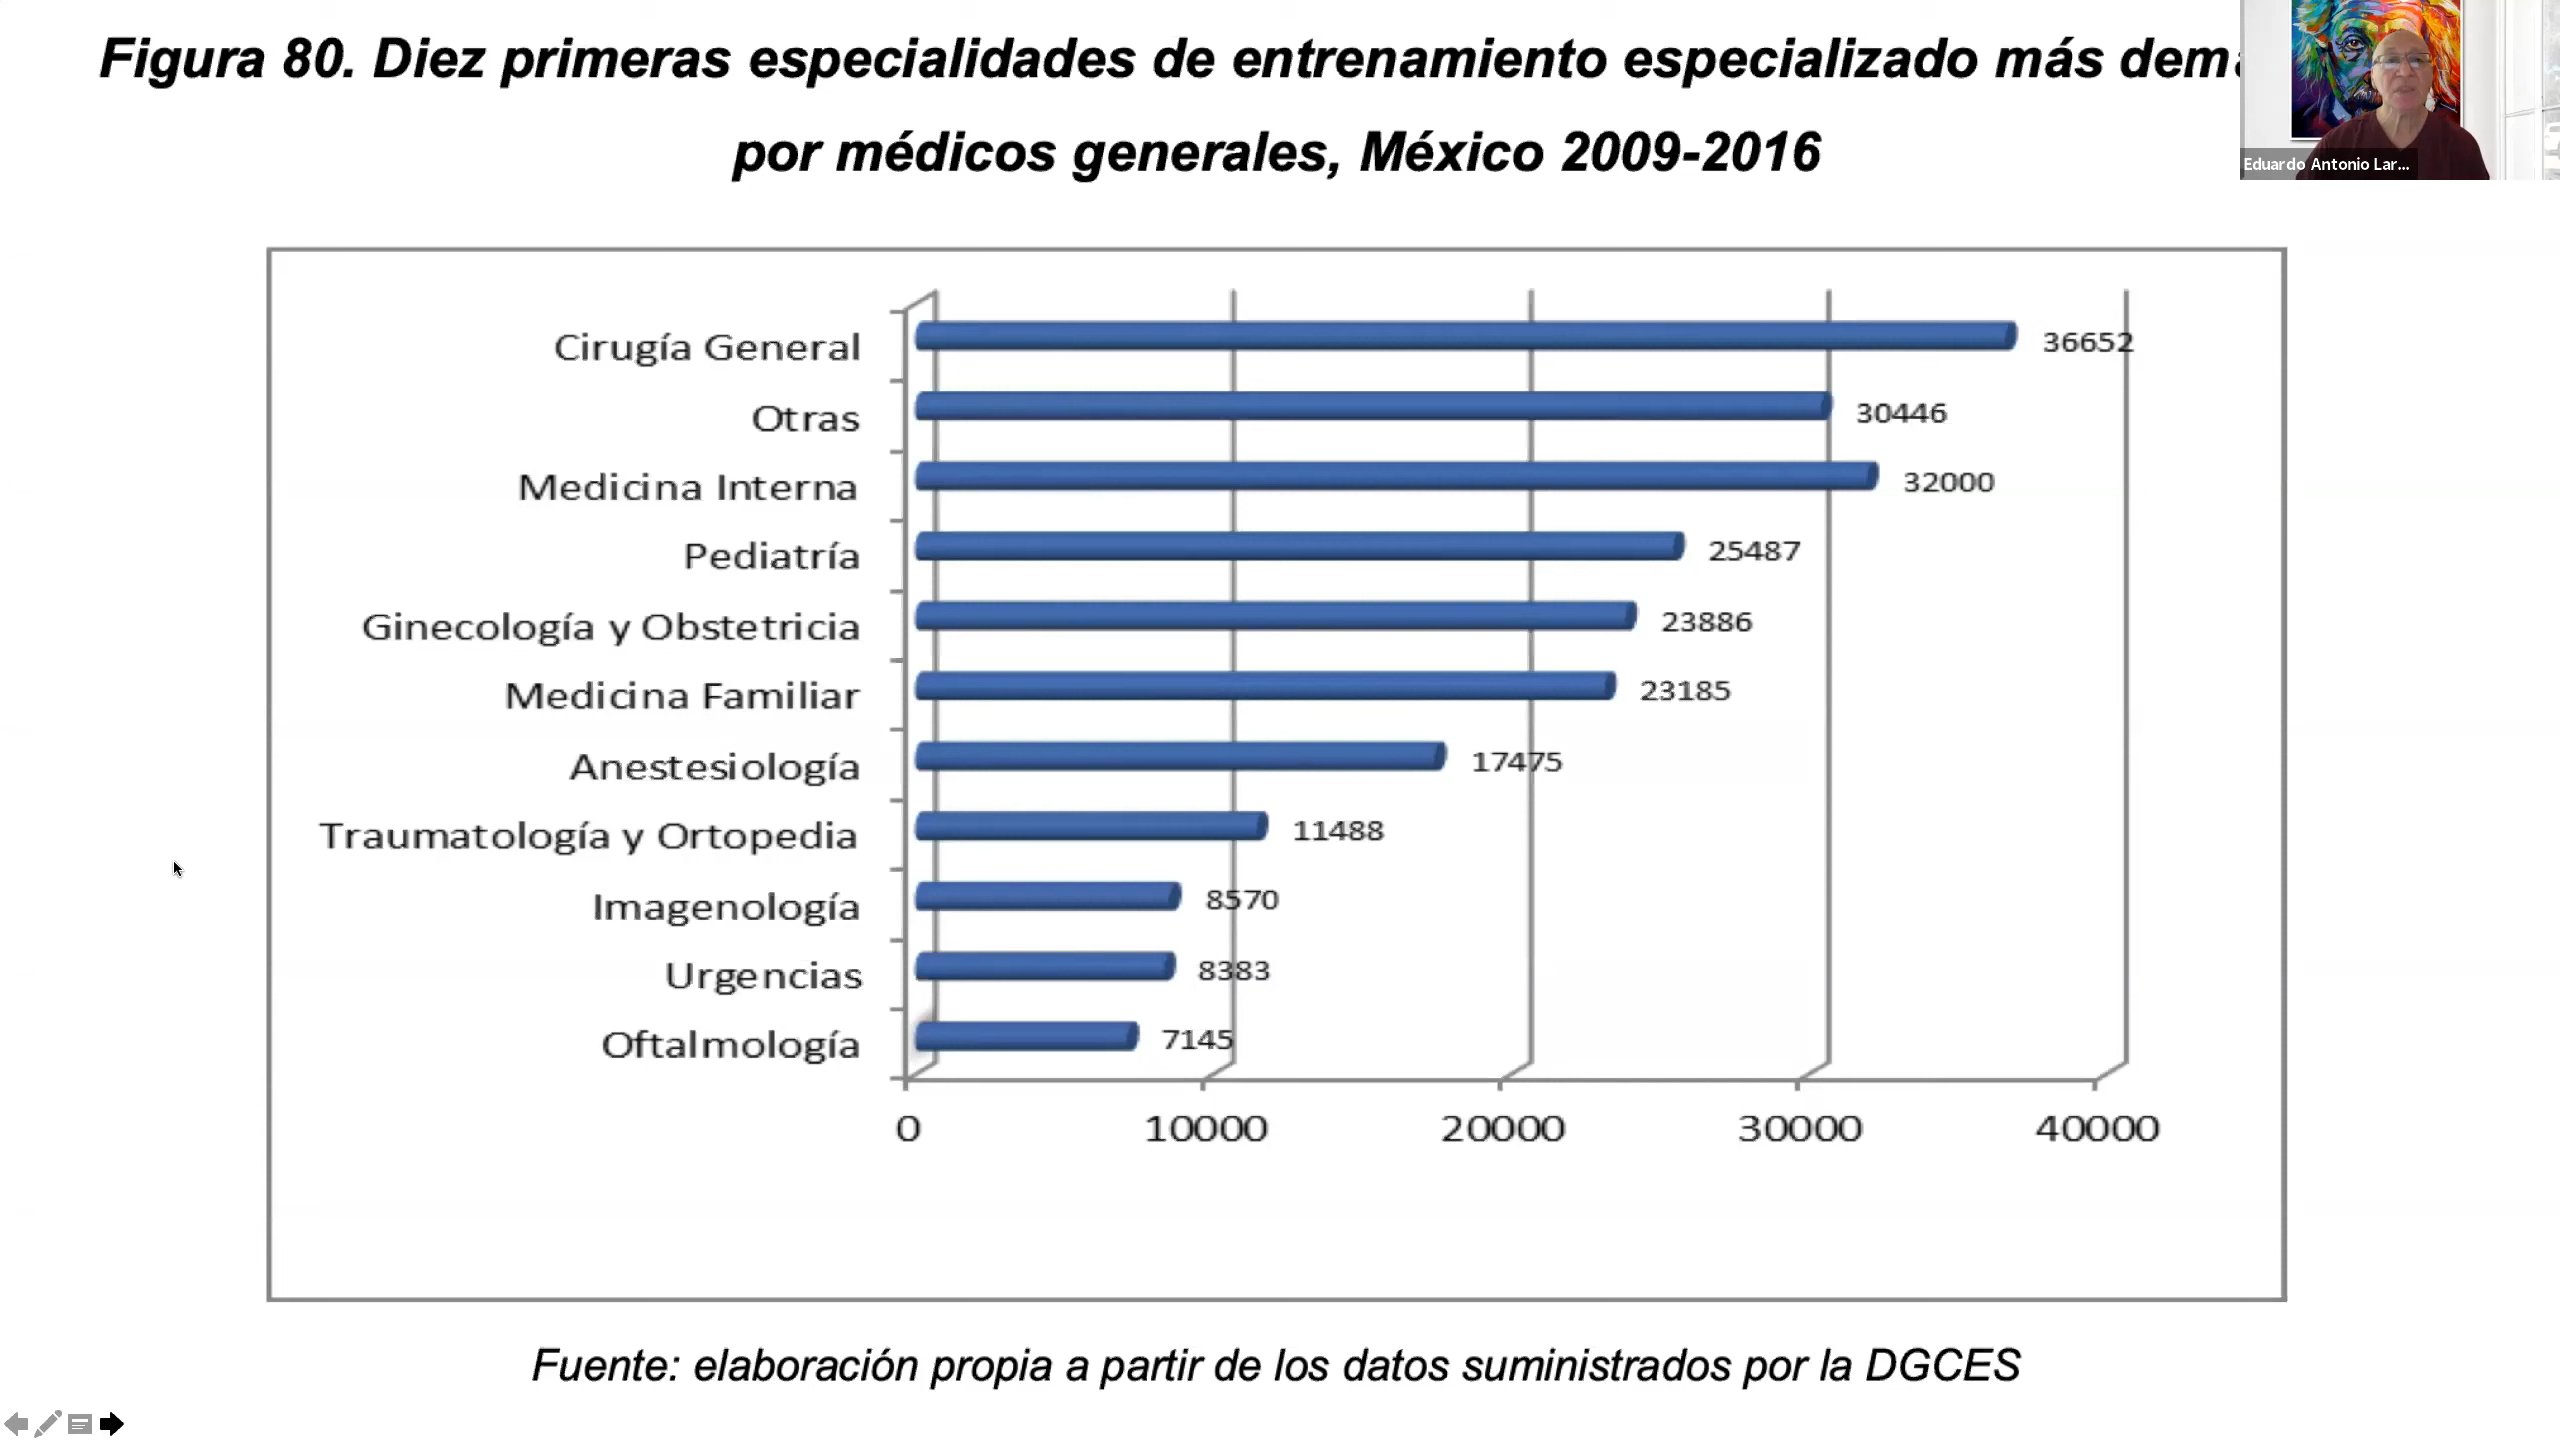 Figura 80. Diez primeras especialidades de entrenamiento especializado más
por médicos generales, México 2009-2016
Eduardo Antonio Lar...
Cirugía General 36652
Otras 30446
Medicina Interna 32000
Pediatría 25487
Ginecología y Obstetricia 23886
Medicina Familiar 23185
Anestesiología 17475
Traumatología y Ortopedia 11488
Imagenología 8570
Urgencias 8383
Oftalmología 7145
0 10000 20000 30000 40000
Fuente: elaboración propia a partir de los datos suministrados por la DGCES